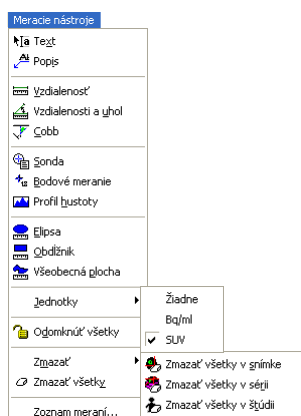 Meracie nástroje
Text
Popis
Vzdialenosť
Vzdialenosti a uhol
Cobb
Sonda
Bodové meranie
Profil hustoty
Elipsa
Obdĺžnik
Všeobecná plocha
Jednotky
Žiadne
Bq/ml
SUV
Odomknúť všetky
Zmazať
Zmazať všetky v snímke
Zmazať všetky
Zmazať všetky v sérii
Zmazať všetky v štúdii
Zoznam meraní...